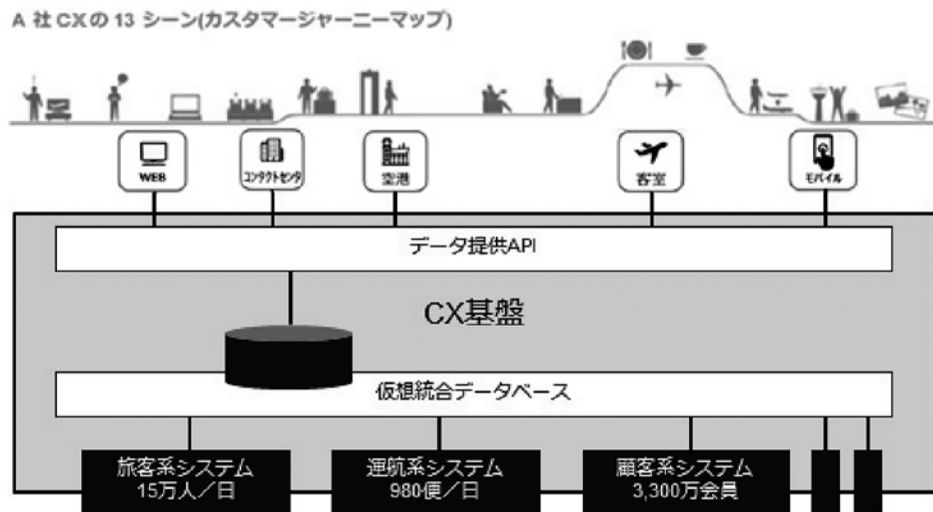 A 社 CXの 13 シーン(カスタマージャーニーマップ)
WEB
コンタクトセンタ
空港
客室
モバイル
データ提供API
CX基盤
仮想統合データベース
旅客系システム
15万人／日
運航系システム
980便／日
顧客系システム
3,300万会員